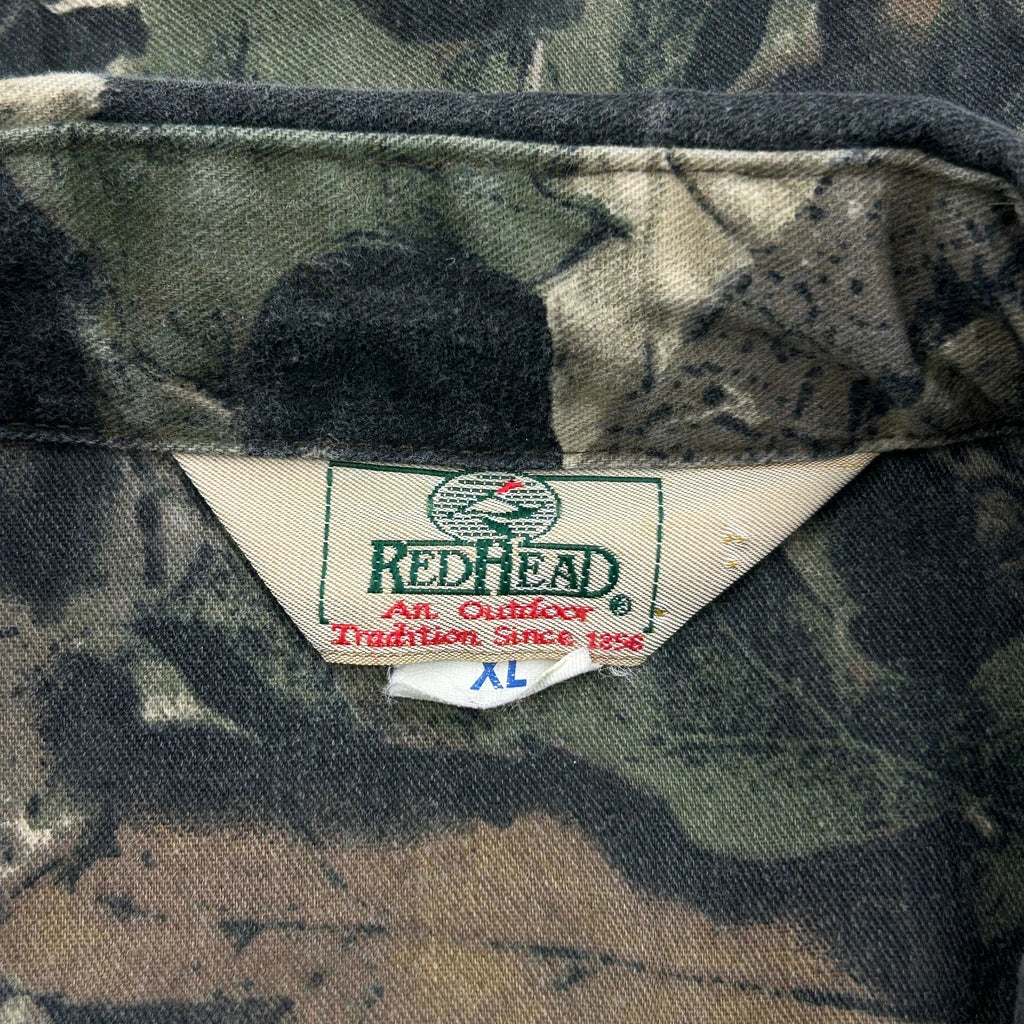 REDHEAD®
An Outdoor
Tradition Since 1856
XL